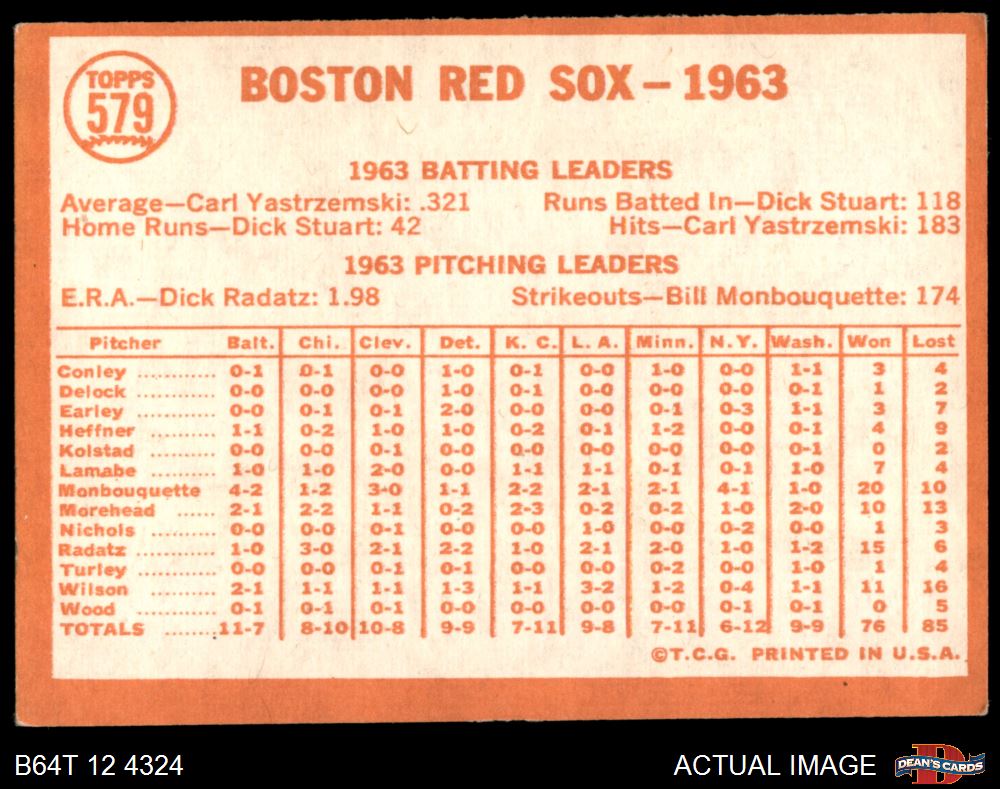 TOPPS
579
BOSTON RED SOX – 1963
1963 BATTING LEADERS
Average—Carl Yastrzemski: .321 Runs Batted In—Dick Stuart: 118
Home Runs—Dick Stuart: 42 Hits—Carl Yastrzemski: 183
1963 PITCHING LEADERS
E.R.A.—Dick Radatz: 1.98 Strikeouts—Bill Monbouquette: 174
Pitcher Balt. Chi. Clev. Det. K. C. L. A. Minn. N. Y. Wash. Won Lost
Conley .......... 0-1 0-1 0-0 1-0 0-1 0-0 1-0 0-0 1-1 3 4
Delock .......... 0-0 0-0 0-0 1-0 0-1 0-0 0-0 0-0 0-0 1 2
Earley .......... 0-0 0-1 0-1 2-0 0-0 0-0 0-1 0-3 1-1 3 7
Heffner .......... 1-1 0-2 1-0 1-0 0-2 0-1 1-2 0-0 0-1 4 9
Kolstad .......... 0-0 0-0 0-1 0-0 0-0 0-0 0-0 0-0 0-1 0 2
Lamabe .......... 1-0 1-0 2-0 0-0 1-1 1-1 0-1 0-1 1-0 7 4
Monbouquette 4-2 1-2 3-0 1-1 2-2 2-1 2-1 4-1 1-0 20 10
Morehead ...... 2-1 2-2 1-1 0-2 2-3 0-2 0-2 1-0 2-0 10 13
Nichols .......... 0-0 0-0 0-1 0-0 0-0 1-0 0-0 0-2 0-0 1 3
Radatz .......... 1-0 3-0 2-1 2-2 1-0 2-1 2-0 1-0 1-2 15 6
Turley .......... 0-0 0-0 0-1 0-1 0-0 0-0 0-2 0-0 1-0 1 4
Wilson .......... 2-1 1-1 1-1 1-3 1-1 3-2 1-2 0-4 1-1 11 16
Wood .......... 0-1 0-1 0-1 0-0 0-0 0-0 0-0 0-1 0-1 0 5
TOTALS ........ 11-7 8-10 10-8 9-9 7-11 9-8 7-11 6-12 9-9 76 85
©T.C.G. PRINTED IN U.S.A.
B64T 12 4324 ACTUAL IMAGE DEAN'S CARDS